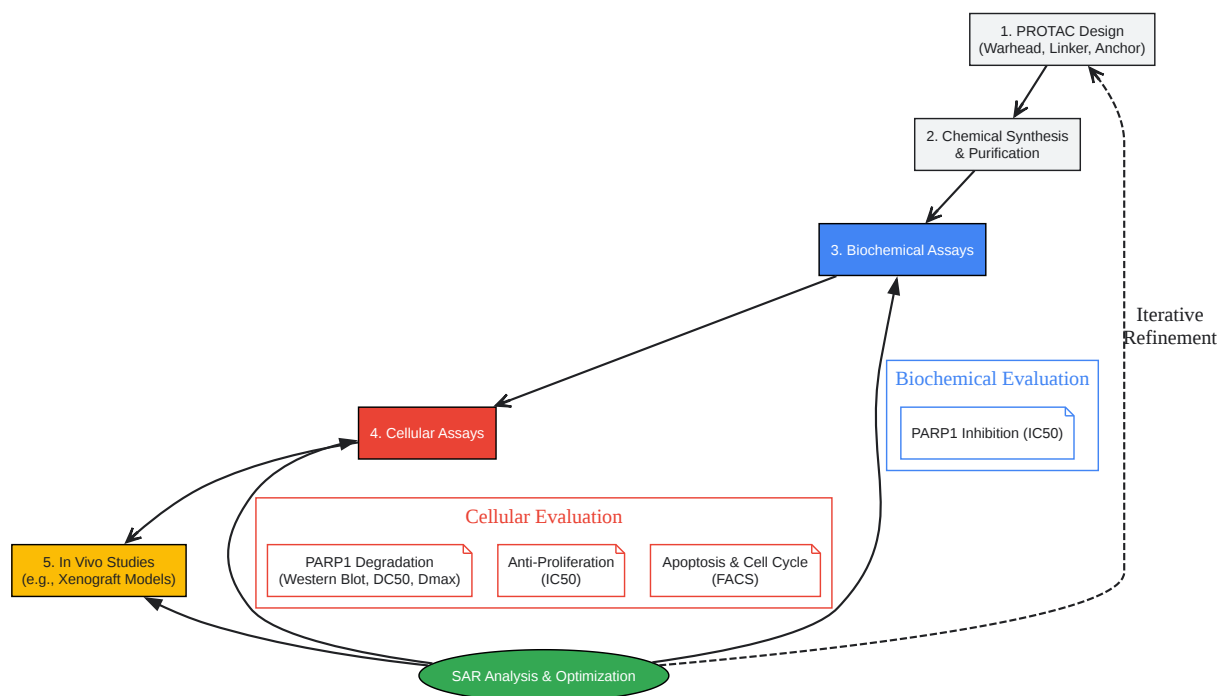 1. PROTAC Design
(Warhead, Linker, Anchor)
2. Chemical Synthesis
& Purification
3. Biochemical Assays
Iterative
Refinement
Biochemical Evaluation
PARP1 Inhibition (IC50)
4. Cellular Assays
Cellular Evaluation
PARP1 Degradation
(Western Blot, DC50, Dmax)
Anti-Proliferation
(IC50)
Apoptosis & Cell Cycle
(FACS)
5. In Vivo Studies
(e.g., Xenograft Models)
SAR Analysis & Optimization